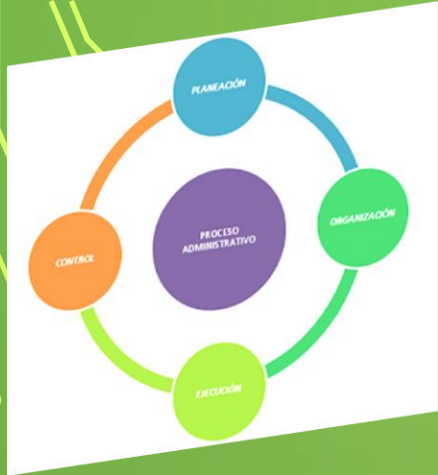 PLANEACIÓN
ORGANIZACIÓN
PROCESO
ADMINISTRATIVO
CONTROL
EJECUCIÓN